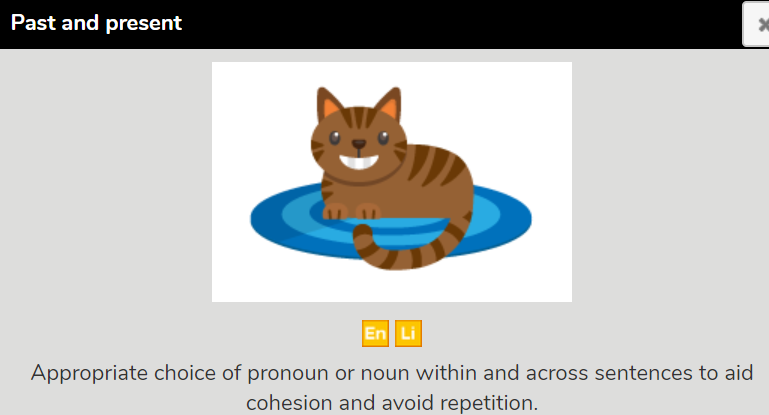 Past and present
En Li
Appropriate choice of pronoun or noun within and across sentences to aid
cohesion and avoid repetition.